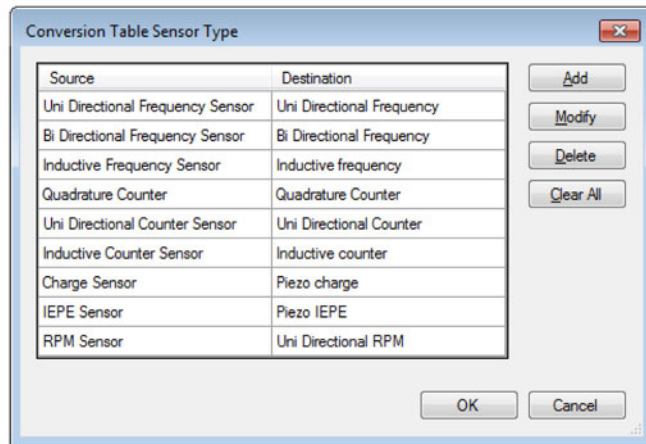 Conversion Table Sensor Type
Source Destination
Uni Directional Frequency Sensor Uni Directional Frequency
Bi Directional Frequency Sensor Bi Directional Frequency
Inductive Frequency Sensor Inductive frequency
Quadrature Counter Quadrature Counter
Uni Directional Counter Sensor Uni Directional Counter
Inductive Counter Sensor Inductive counter
Charge Sensor Piezo charge
IEPE Sensor Piezo IEPE
RPM Sensor Uni Directional RPM
Add
Modify
Delete
Clear All
OK Cancel